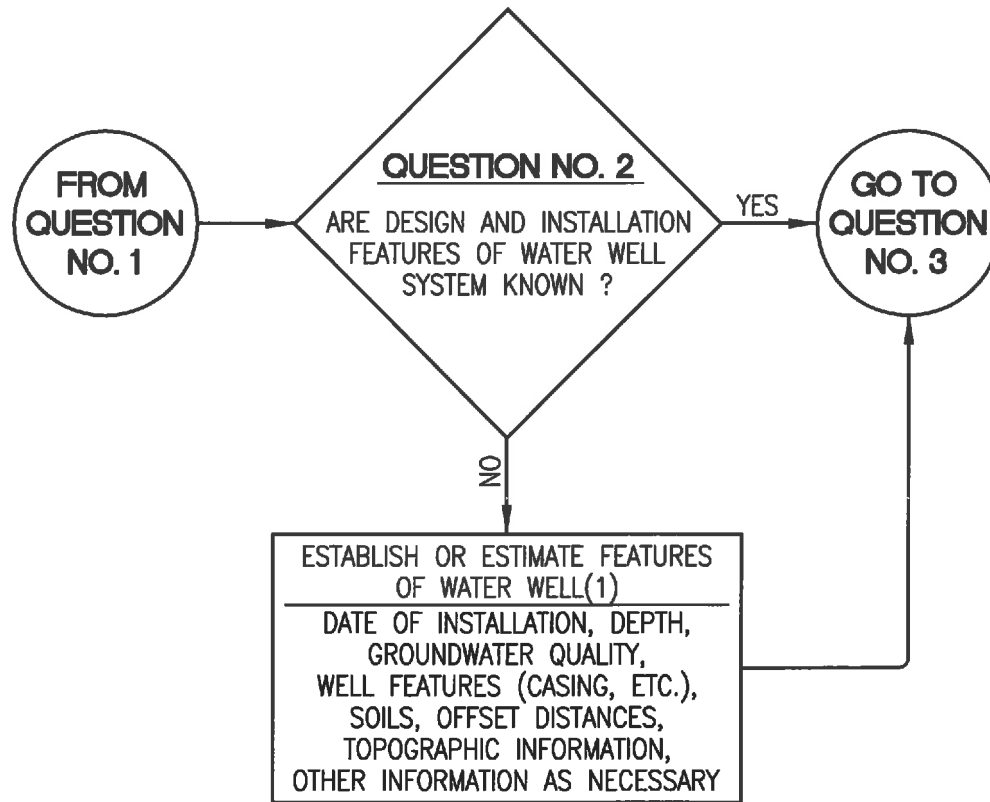 FROM
QUESTION
NO. 1
QUESTION NO. 2
ARE DESIGN AND INSTALLATION
FEATURES OF WATER WELL
SYSTEM KNOWN ?
YES
GO TO
QUESTION
NO. 3
NO
ESTABLISH OR ESTIMATE FEATURES
OF WATER WELL(1)
DATE OF INSTALLATION, DEPTH,
GROUNDWATER QUALITY,
WELL FEATURES (CASING, ETC.),
SOILS, OFFSET DISTANCES,
TOPOGRAPHIC INFORMATION,
OTHER INFORMATION AS NECESSARY